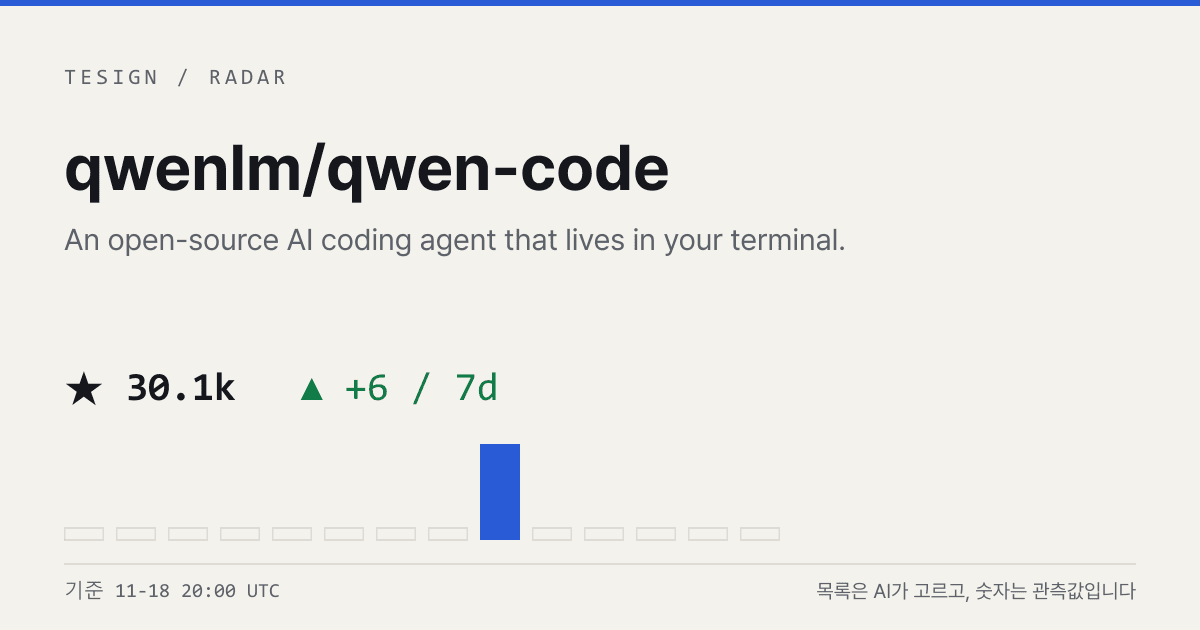 TESIGN / RADAR
qwenlm/qwen-code
An open-source AI coding agent that lives in your terminal.
★ 30.1k ▲ +6 / 7d
기준 11-18 20:00 UTC
목록은 AI가 고르고, 숫자는 관측값입니다